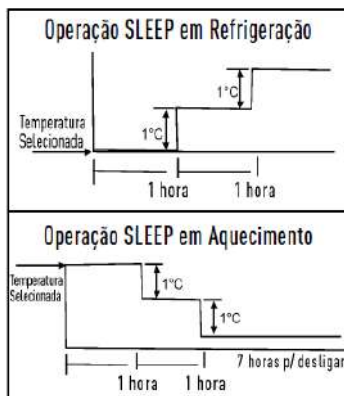 Operação SLEEP em Refrigeração
1°C
Temperatura
Selecionada
1°C
1 hora
1 hora
Operação SLEEP em Aquecimento
Temperatura
Selecionada
1°C
1°C
7 horas p/ desligar
1 hora
1 hora